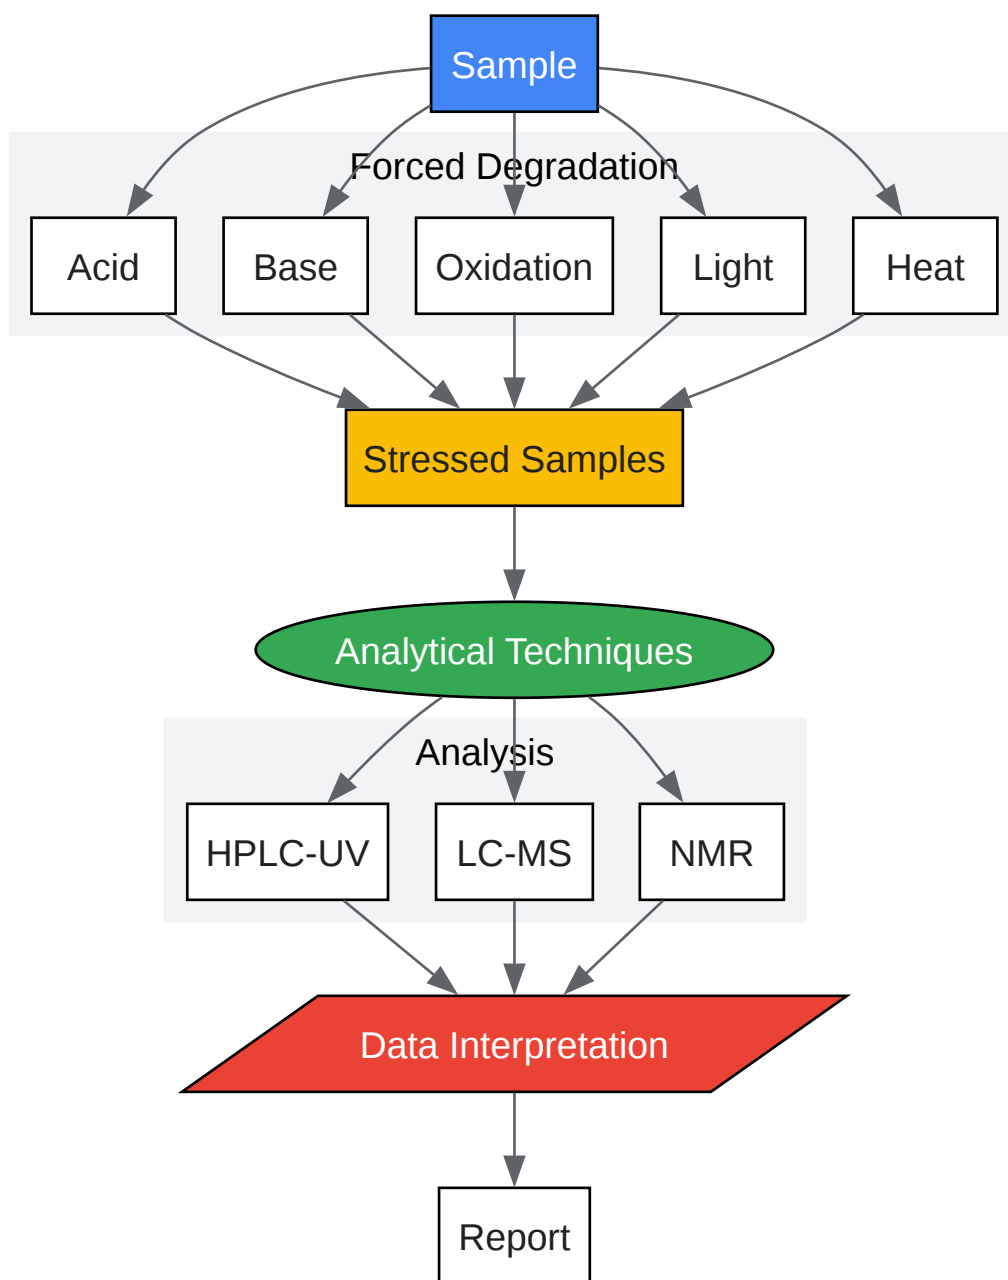 Sample
Forced Degradation
Acid
Base
Oxidation
Light
Heat
Stressed Samples
Analytical Techniques
Analysis
HPLC-UV
LC-MS
NMR
Data Interpretation
Report